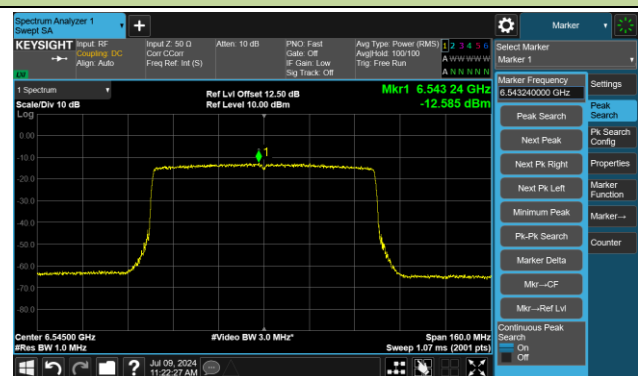 Spectrum Analyzer 1
Swept SA
+
Marker
KEYSIGHT
Input: RF
Coupling: DC
Align: Auto
Input Z: 50 Ω
Corr CCorr
Freq Ref: Int (S)
Atten: 10 dB
PNO: Fast
Gate: Off
IF Gain: Low
Sig Track: Off
Avg Type: Power (RMS)
Avg|Hold: 100/100
Trig: Free Run
1 2 3 4 5 6
A W W W W W
A N N N N N
LXI
Select Marker
Marker 1
1 Spectrum
Scale/Div 10 dB
Log
Ref Lvl Offset 12.50 dB
Ref Level 10.00 dBm
Mkr1 6.543 24 GHz
-12.585 dBm
0.00
-10.0
-20.0
-30.0
-40.0
-50.0
-60.0
-70.0
-80.0
1
Center 6.54500 GHz
#Res BW 1.0 MHz
#Video BW 3.0 MHz*
Span 160.0 MHz
Sweep 1.07 ms (2001 pts)
Marker Frequency
6.543240000 GHz
Peak Search
Next Peak
Next Pk Right
Next Pk Left
Minimum Peak
Pk-Pk Search
Marker Delta
Mkr→CF
Mkr→Ref Lvl
Continuous Peak
Search
On
Off
Settings
Peak
Search
Pk Search
Config
Properties
Marker
Function
Marker→
Counter
?
Jul 09, 2024
11:22:27 AM